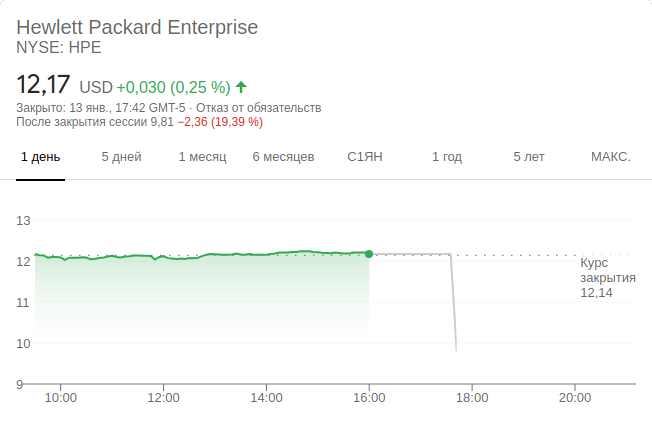 Hewlett Packard Enterprise
NYSE: HPE
12,17 USD +0,030 (0,25 %)
Закрыто: 13 янв., 17:42 GMT-5 · Отказ от обязательств
После закрытия сессии 9,81 −2,36 (19,39 %)
1 день 5 дней 1 месяц 6 месяцев С1ЯН 1 год 5 лет МАКС.
13
12
11
10
9
Курс
закрытия
12,14
10:00 12:00 14:00 16:00 18:00 20:00